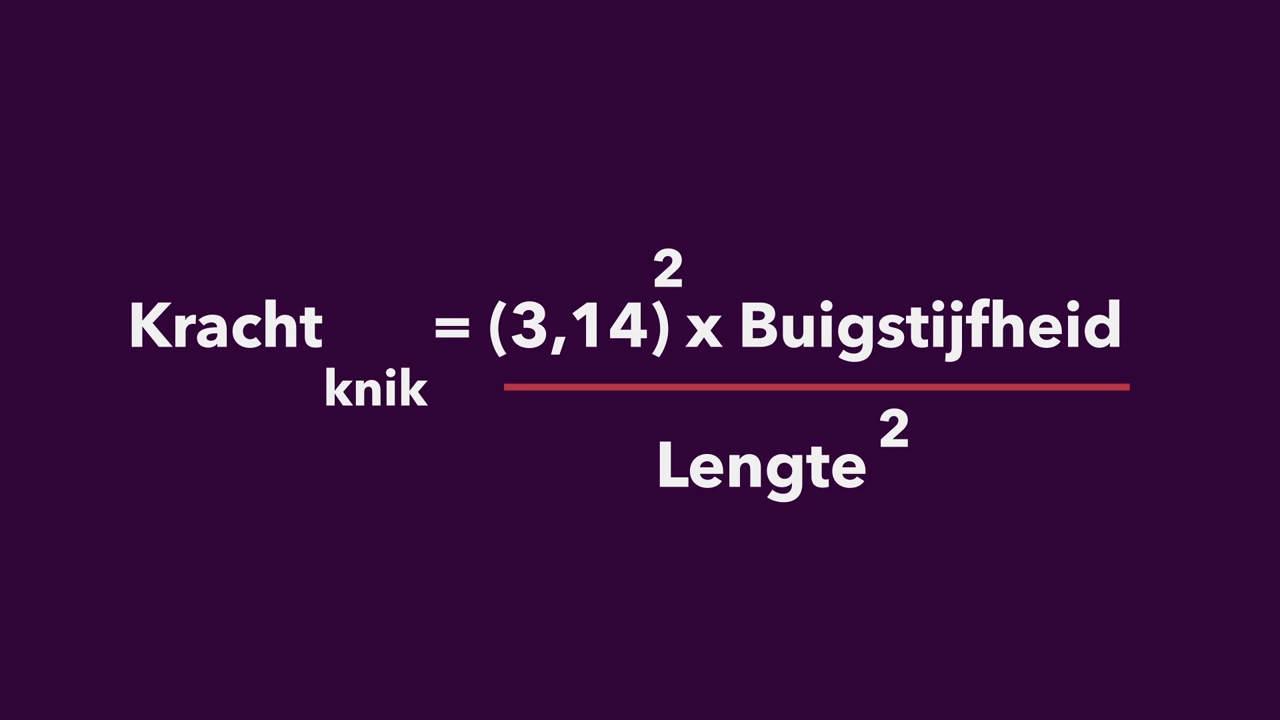 Kracht knik = (3,14)² x Buigstijfheid
Lengte ²